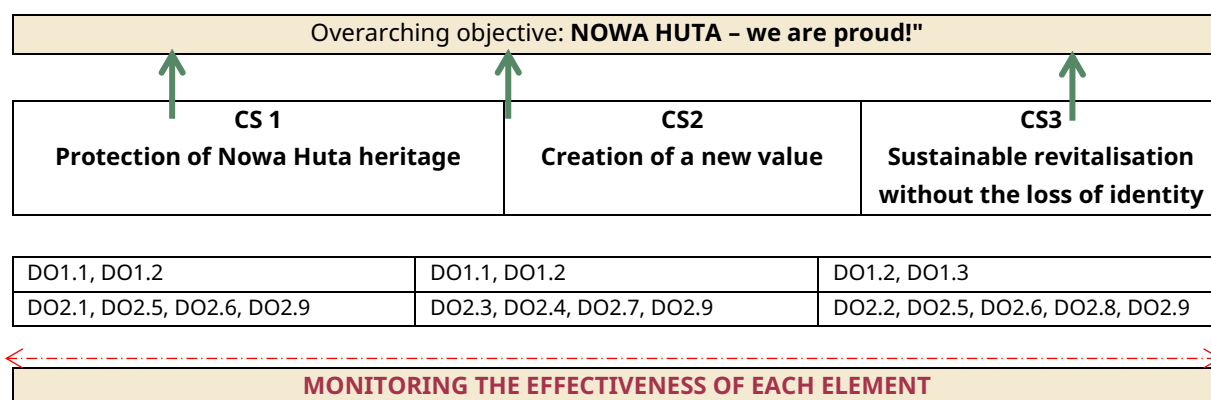 Overarching objective: NOWA HUTA – we are proud!"
CS 1
Protection of Nowa Huta heritage
CS2
Creation of a new value
CS3
Sustainable revitalisation
without the loss of identity
DO1.1, DO1.2
DO1.1, DO1.2
DO1.2, DO1.3
DO2.1, DO2.5, DO2.6, DO2.9
DO2.3, DO2.4, DO2.7, DO2.9
DO2.2, DO2.5, DO2.6, DO2.8, DO2.9
MONITORING THE EFFECTIVENESS OF EACH ELEMENT